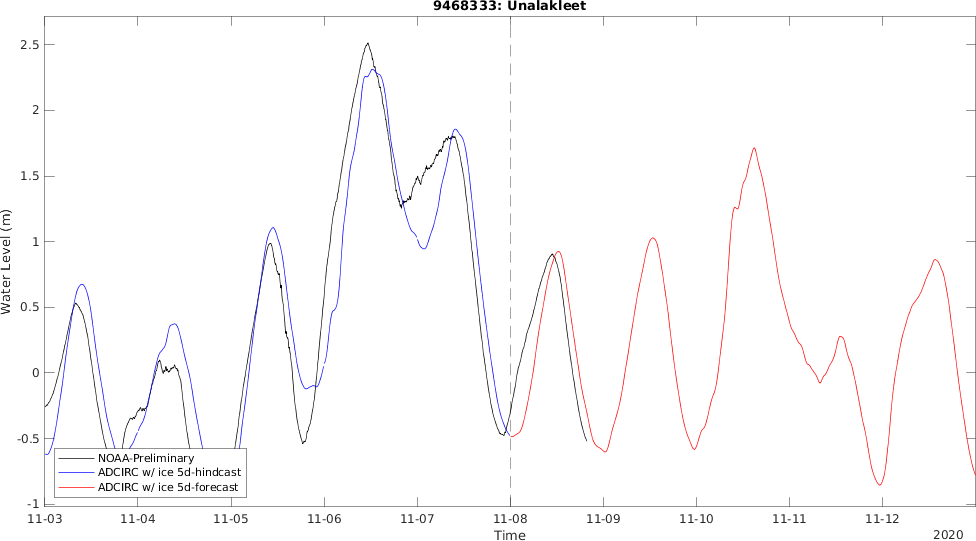 9468333: Unalakleet
Water Level (m)
2.5
2
1.5
1
0.5
0
-0.5
-1
NOAA-Preliminary
ADCIRC w/ ice 5d-hindcast
ADCIRC w/ ice 5d-forecast
11-03 11-04 11-05 11-06 11-07 11-08 11-09 11-10 11-11 11-12
Time
2020